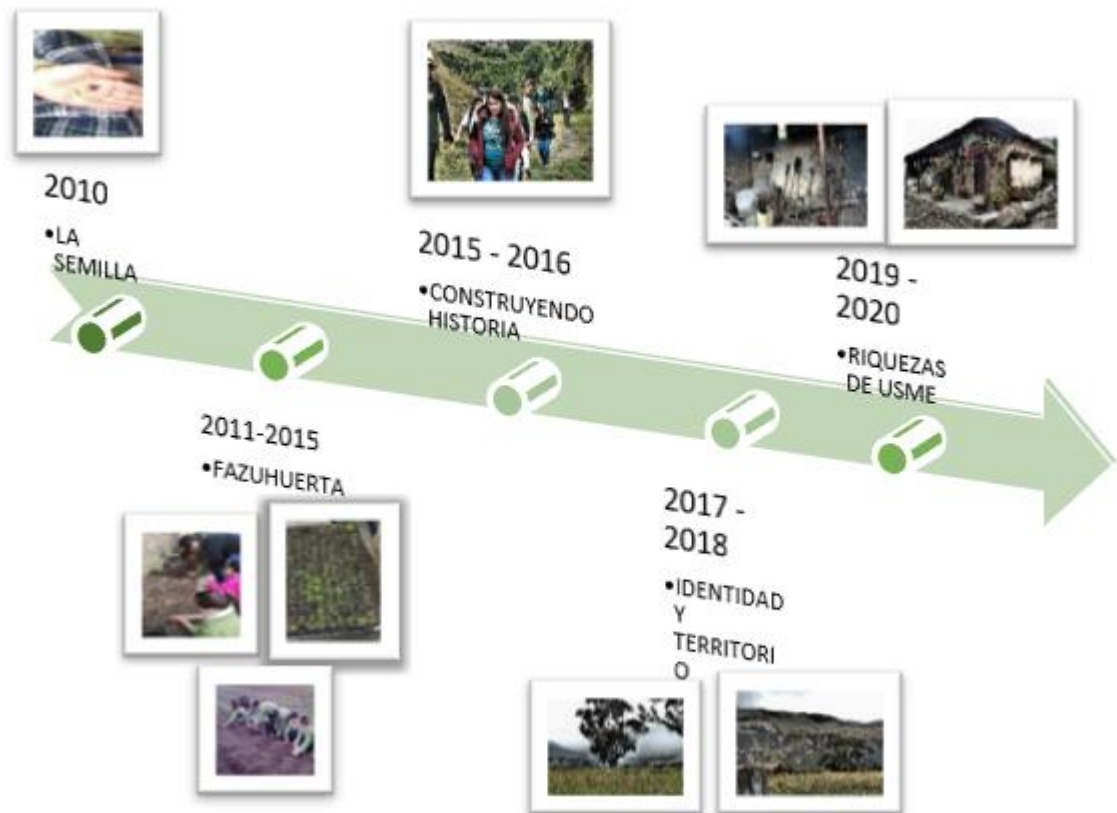 2010
•LA
SEMILLA
2011-2015
•FAZUHUERTA
2015 - 2016
•CONSTRUYENDO
HISTORIA
2017 -
2018
•IDENTIDAD
Y
TERRITORI
O
2019 -
2020
•RIQUEZAS
DE USME